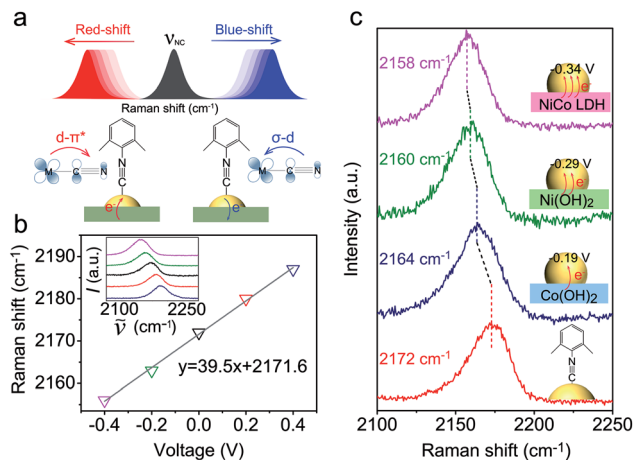 a
Red-shift
νNC
Blue-shift
Raman shift (cm⁻¹)
d-π*
σ-d
M C N
N
C
N
C
M C N
e⁻
e⁻
b
Raman shift (cm⁻¹)
2190
2180
2170
2160
I (a.u.)
2100 2250
ν̃ (cm⁻¹)
y=39.5x+2171.6
-0.4 -0.2 0.0 0.2 0.4
Voltage (V)
c
Intensity (a.u.)
2158 cm⁻¹
-0.34 V
e⁻
NiCo LDH
2160 cm⁻¹
-0.29 V
e⁻
Ni(OH)₂
2164 cm⁻¹
-0.19 V
e⁻
Co(OH)₂
2172 cm⁻¹
N
C
2100 2150 2200 2250
Raman shift (cm⁻¹)